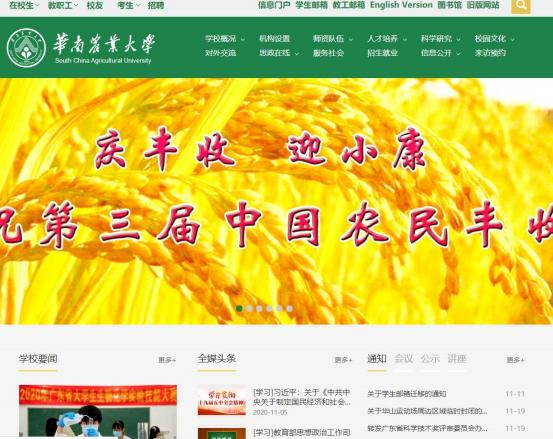 在校生 教职工 校友 考生 招聘 信息门户 学生邮箱 教工邮箱 English Version 图书馆 旧版网站
華南农業大學
South China Agricultural University
学校概况 机构设置 师资队伍 人才培养 科学研究 校园文化
对外交流 思政在线 服务社会 招生就业 信息公开 来访预约
庆丰收 迎小康
祝第三届中国农民丰收
学校要闻 更多+ 全媒头条 更多+ 通知 会议 公示 讲座
[学习]习近平：关于《中共中
央关于制定国民经济和社会...
2020-11-05
[学习]教育部思想政治工作司
关于学生邮箱迁移的通知 11-11
关于华山运动场周边区域临时封闭的... 11-19
转发广东省科学技术奖评审委员会办... 11-19